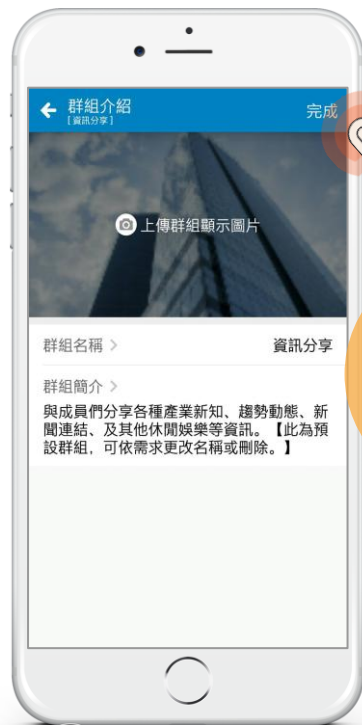 群組介紹
[ 資訊分享 ]
完成
上傳群組顯示圖片
群組名稱
資訊分享
群組簡介
與成員們分享各種產業新知、趨勢動態、新
聞連結、及其他休閒娛樂等資訊。【此為預
設群組，可依需求更改名稱或刪除。】